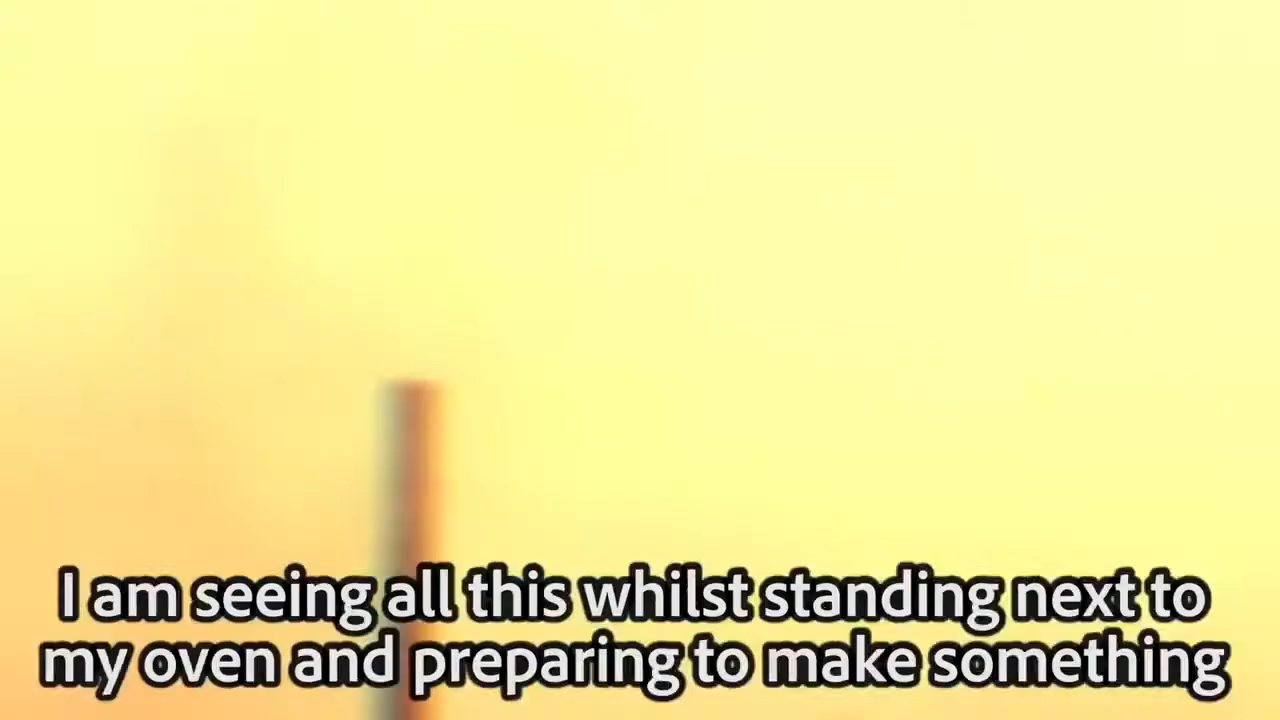 I am seeing all this whilst standing next to
my oven and preparing to make something